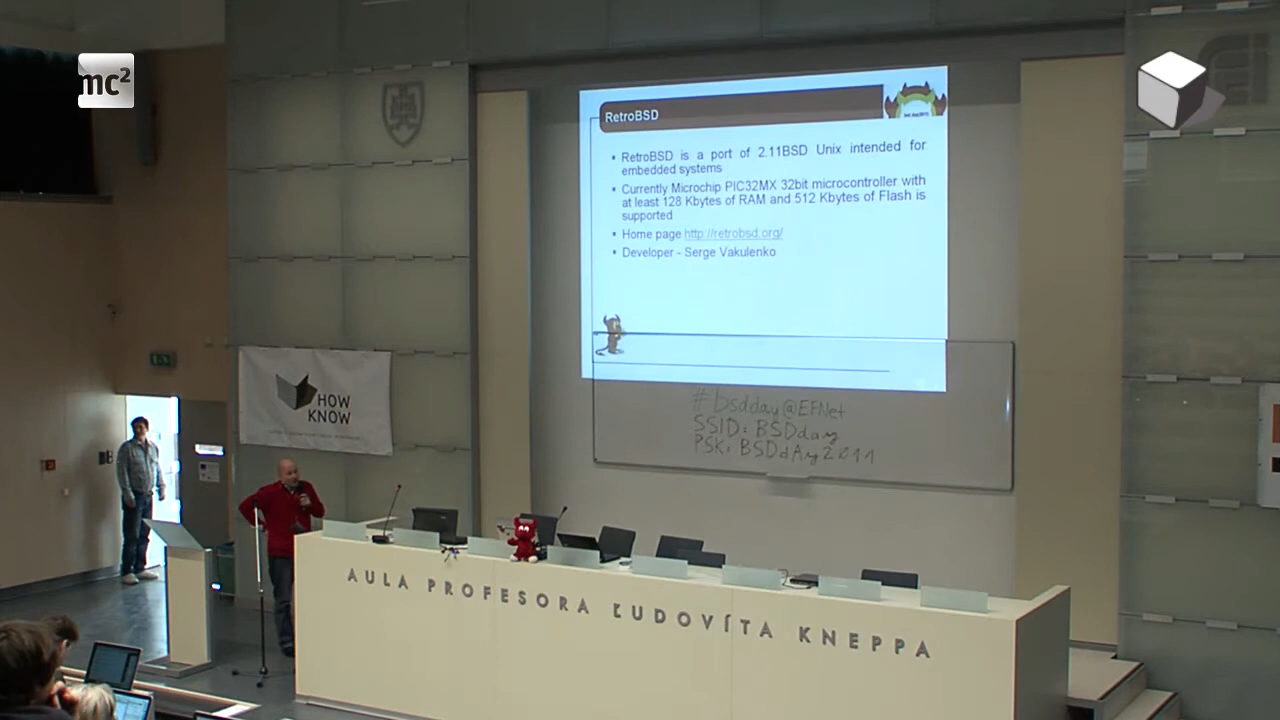 mc²
RetroBSD
▪ RetroBSD is a port of 2.11BSD Unix intended for
embedded systems
▪ Currently Microchip PIC32MX 32bit microcontroller with
at least 128 Kbytes of RAM and 512 Kbytes of Flash is
supported
▪ Home page http://retrobsd.org/
▪ Developer - Serge Vakulenko
#bsdday@EFNet
SSID: BSDday
PSK: BSDdAy2011
HOW
KNOW
AULA PROFESORA ĽUDOVÍTA KNEPPA